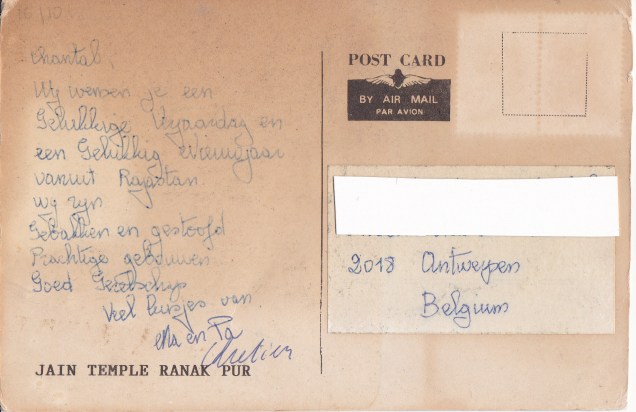 Chantal,
Wij wensen je een
Gelukkige Verjaardag en
een Gelukkig Nieuwjaar
vanuit Rajastan
Wij zijn
Gebakken en gestoofd
Prachtige gebouwen
Goed Gezelschap
Veel kusjes van
Ma en Pa
JAIN TEMPLE RANAK PUR
POST CARD
BY AIR MAIL
PAR AVION
2018 Antwerpen
Belgium